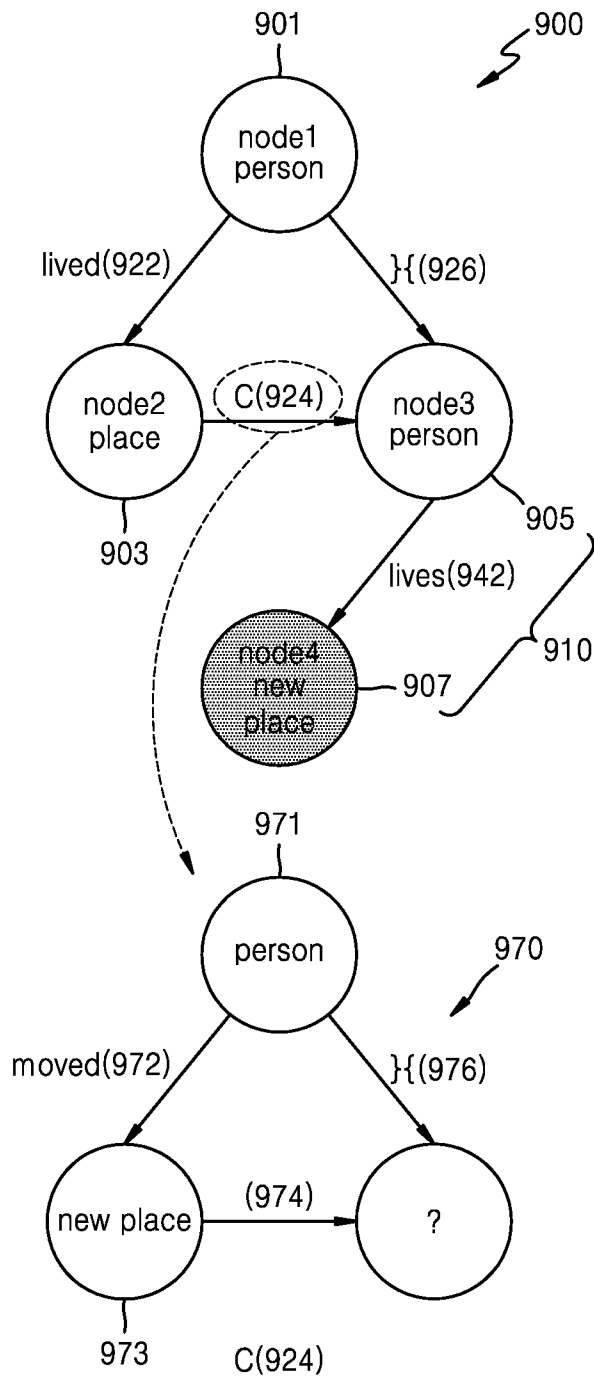 901
900
node1
person
lived(922)
}{(926)
node2
place
C(924)
node3
person
903
905
lives(942)
910
node4
new
place
907
971
person
970
moved(972)
}{(976)
new place
(974)
?
973
C(924)